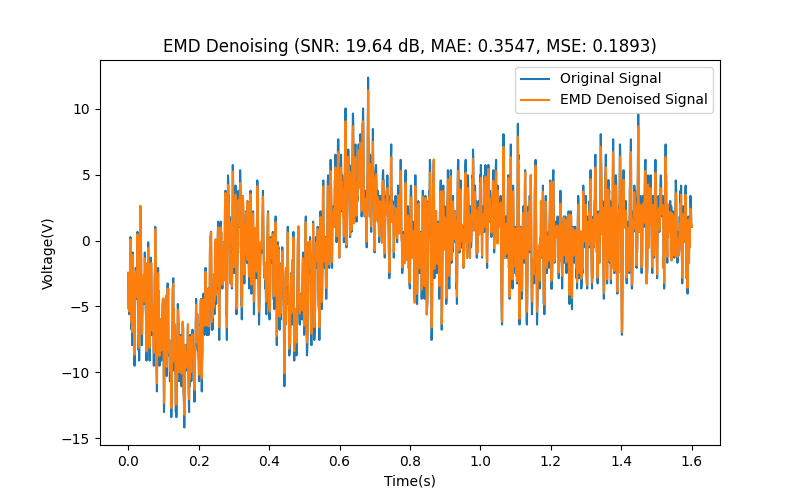 EMD Denoising (SNR: 19.64 dB, MAE: 0.3547, MSE: 0.1893)
Original Signal
EMD Denoised Signal
Voltage(V)
10
5
0
−5
−10
−15
0.0 0.2 0.4 0.6 0.8 1.0 1.2 1.4 1.6
Time(s)